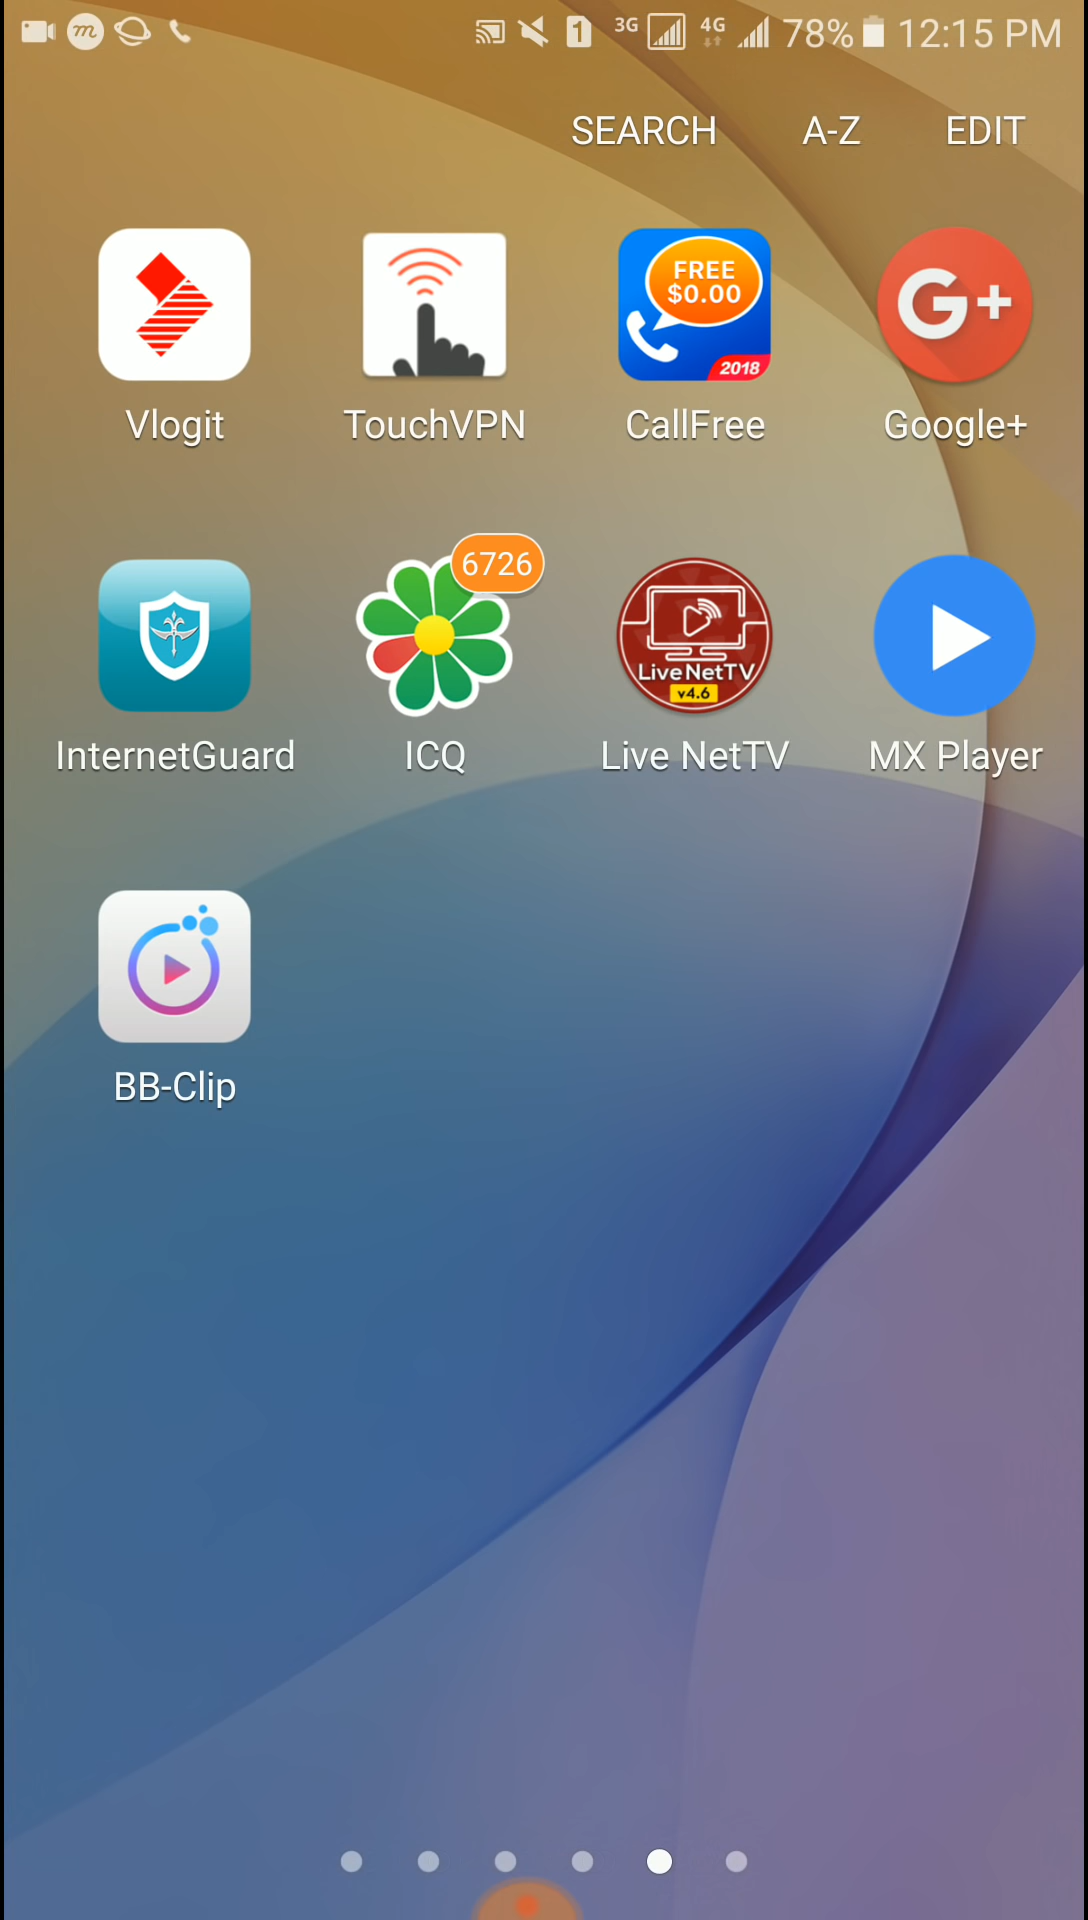 1 3G 4G 78% 12:15 PM
SEARCH A-Z EDIT
FREE
$0.00
2018
G+
Vlogit TouchVPN CallFree Google+
6726
Live NetTV
v4.6
InternetGuard ICQ Live NetTV MX Player
BB-Clip